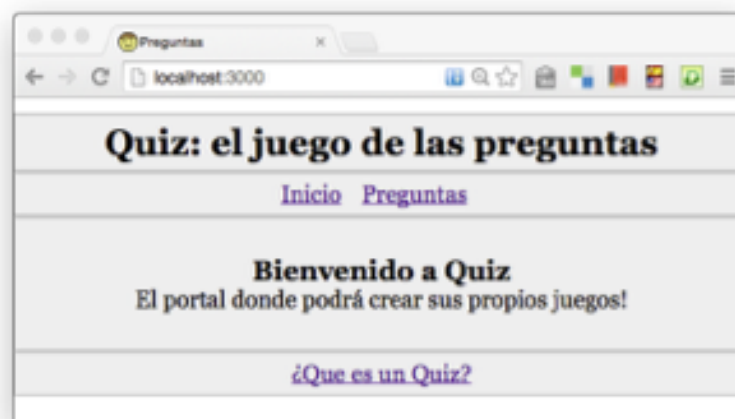 Preguntas
localhost:3000
Quiz: el juego de las preguntas
Inicio Preguntas
Bienvenido a Quiz
El portal donde podrá crear sus propios juegos!
¿Que es un Quiz?